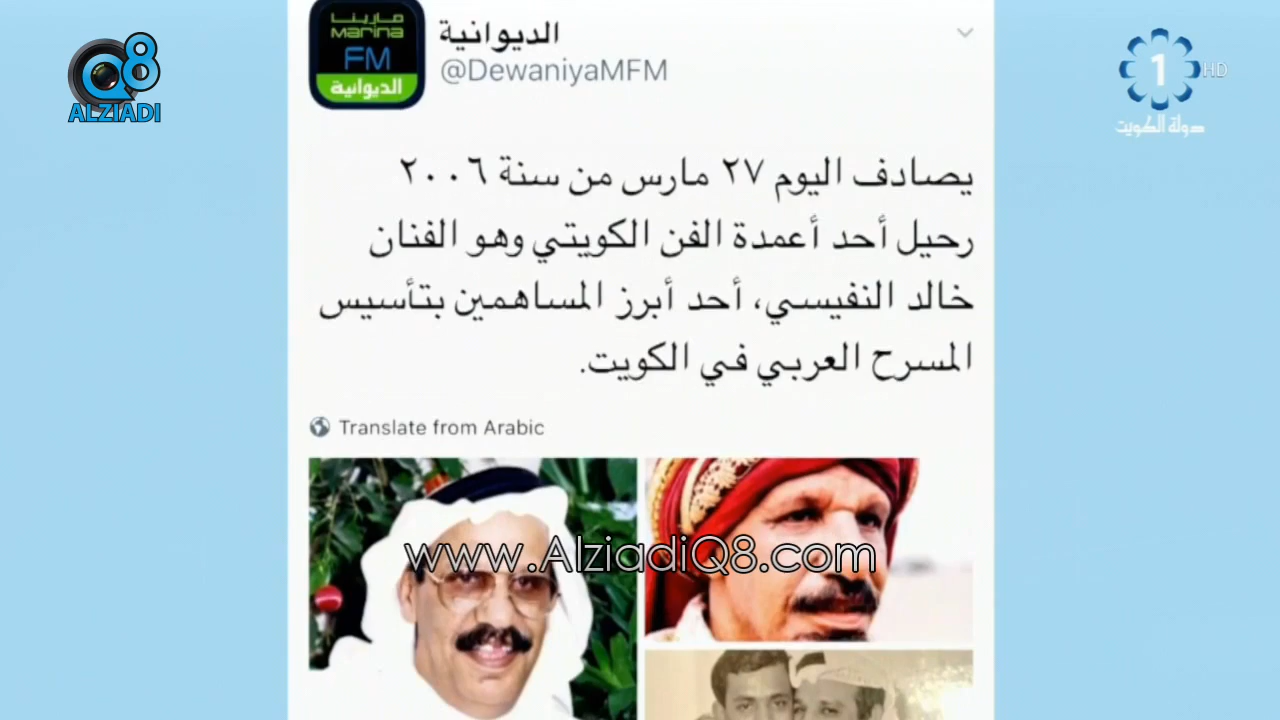 مارينا
marina
FM
الديوانية
الديوانية
@DewaniyaMFM
Q8
ALZIADI
1
HD
دولة الكويت
يصادف اليوم ٢٧ مارس من سنة ٢٠٠٦
رحيل أحد أعمدة الفن الكويتي وهو الفنان
خالد النفيسي، أحد أبرز المساهمين بتأسيس
المسرح العربي في الكويت.
Translate from Arabic
www.AlziadiQ8.com